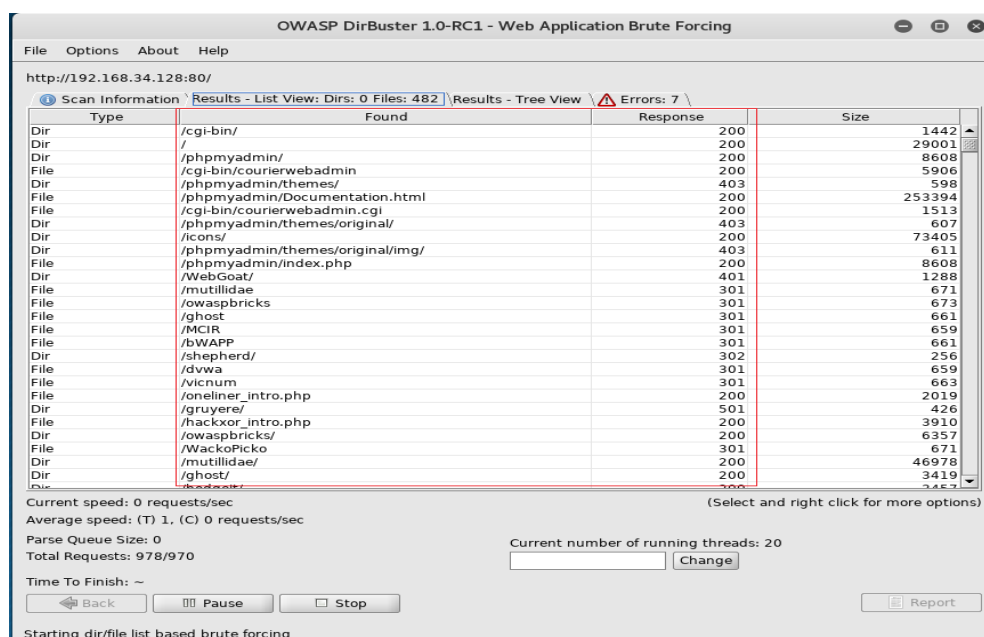 OWASP DirBuster 1.0-RC1 - Web Application Brute Forcing
File Options About Help
http://192.168.34.128:80/
Scan Information Results - List View: Dirs: 0 Files: 482 Results - Tree View Errors: 7
Type Found Response Size
Dir /cgi-bin/ 200 1442
Dir / 200 29001
Dir /phpmyadmin/ 200 8608
File /cgi-bin/courierwebadmin 200 5906
Dir /phpmyadmin/themes/ 403 598
File /phpmyadmin/Documentation.html 200 253394
File /cgi-bin/courierwebadmin.cgi 200 1513
Dir /phpmyadmin/themes/original/ 403 607
Dir /icons/ 200 73405
Dir /phpmyadmin/themes/original/img/ 403 611
File /phpmyadmin/index.php 200 8608
Dir /WebGoat/ 401 1288
File /mutillidae 301 671
File /owaspbricks 301 673
File /ghost 301 661
File /MCIR 301 659
File /bWAPP 301 661
Dir /shepherd/ 302 256
File /dvwa 301 659
File /vicnum 301 663
File /oneliner_intro.php 200 2019
Dir /gruyere/ 501 426
File /hackxor_intro.php 200 3910
Dir /owaspbricks/ 200 6357
File /WackoPicko 301 671
Dir /mutillidae/ 200 46978
Dir /ghost/ 200 3419
Current speed: 0 requests/sec (Select and right click for more options)
Average speed: (T) 1, (C) 0 requests/sec
Parse Queue Size: 0
Current number of running threads: 20
Total Requests: 978/970
Change
Time To Finish: ~
Back Pause Stop Report
Starting dir/file list based brute forcing